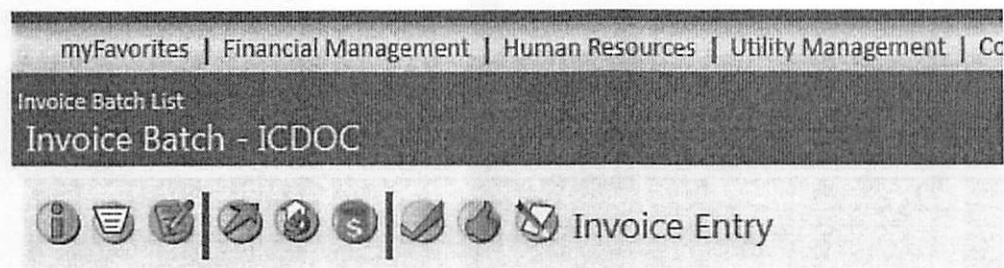 myFavorites | Financial Management | Human Resources | Utility Management | Co
Invoice Batch List
Invoice Batch - ICDOC
Invoice Entry